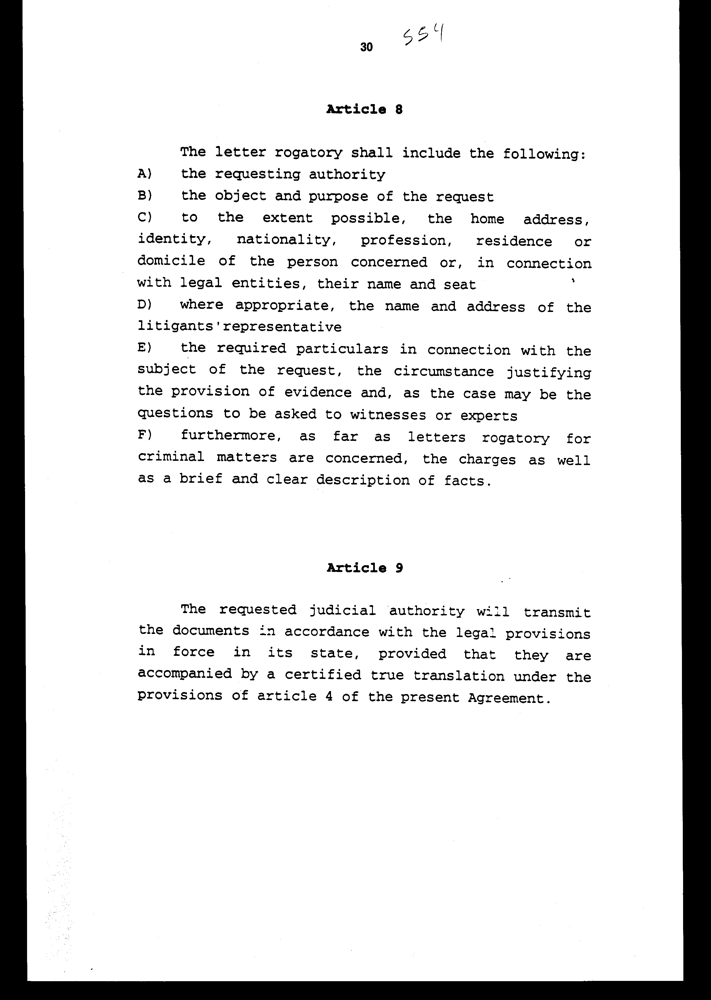 554
30
Article 8
The letter rogatory shall include the following:
A) the requesting authority
B) the object and purpose of the request
C) to the extent possible, the home address,
identity, nationality, profession, residence or
domicile of the person concerned or, in connection
with legal entities, their name and seat
D) where appropriate, the name and address of the
litigants'representative
E) the required particulars in connection with the
subject of the request, the circumstance justifying
the provision of evidence and, as the case may be the
questions to be asked to witnesses or experts
F) furthermore, as far as letters rogatory for
criminal matters are concerned, the charges as well
as a brief and clear description of facts.
Article 9
The requested judicial authority will transmit
the documents in accordance with the legal provisions
in force in its state, provided that they are
accompanied by a certified true translation under the
provisions of article 4 of the present Agreement.